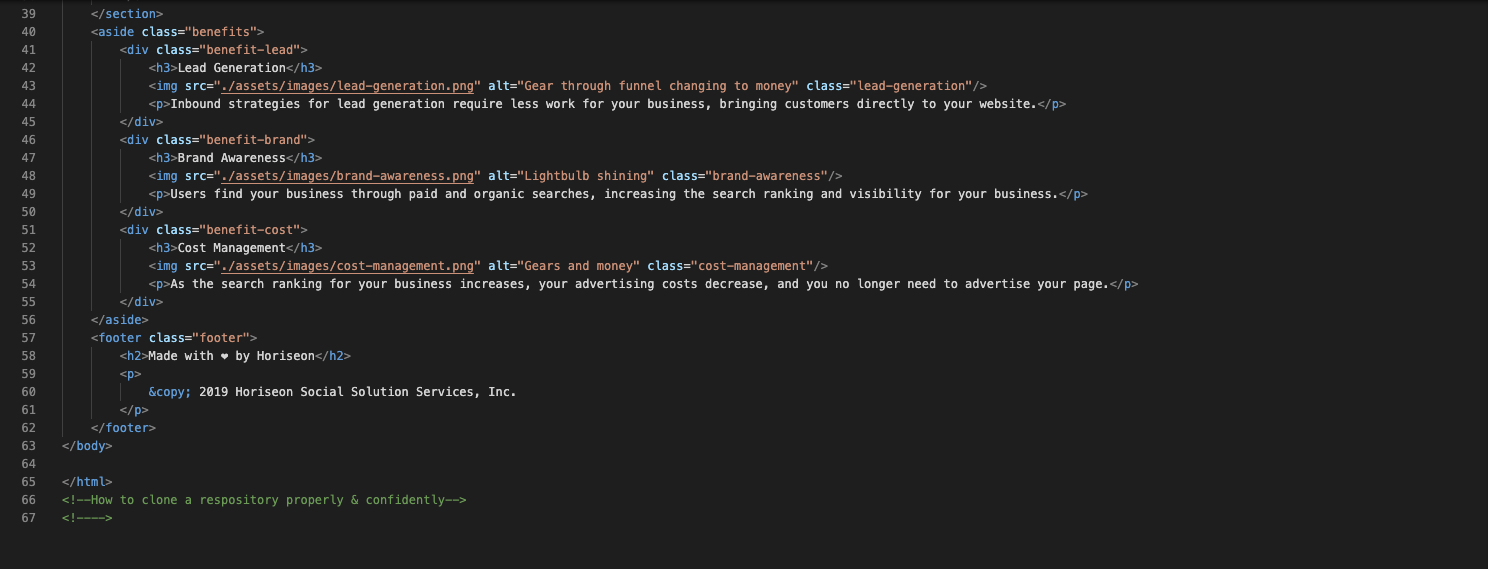 39 </section>
40 <aside class="benefits">
41 <div class="benefit-lead">
42 <h3>Lead Generation</h3>
43 <img src="./assets/images/lead-generation.png" alt="Gear through funnel changing to money" class="lead-generation"/>
44 <p>Inbound strategies for lead generation require less work for your business, bringing customers directly to your website.</p>
45 </div>
46 <div class="benefit-brand">
47 <h3>Brand Awareness</h3>
48 <img src="./assets/images/brand-awareness.png" alt="Lightbulb shining" class="brand-awareness"/>
49 <p>Users find your business through paid and organic searches, increasing the search ranking and visibility for your business.</p>
50 </div>
51 <div class="benefit-cost">
52 <h3>Cost Management</h3>
53 <img src="./assets/images/cost-management.png" alt="Gears and money" class="cost-management"/>
54 <p>As the search ranking for your business increases, your advertising costs decrease, and you no longer need to advertise your page.</p>
55 </div>
56 </aside>
57 <footer class="footer">
58 <h2>Made with ❤ by Horiseon</h2>
59 <p>
60 &copy; 2019 Horiseon Social Solution Services, Inc.
61 </p>
62 </footer>
63 </body>
64
65 </html>
66 <!--How to clone a respository properly & confidently-->
67 <!---->